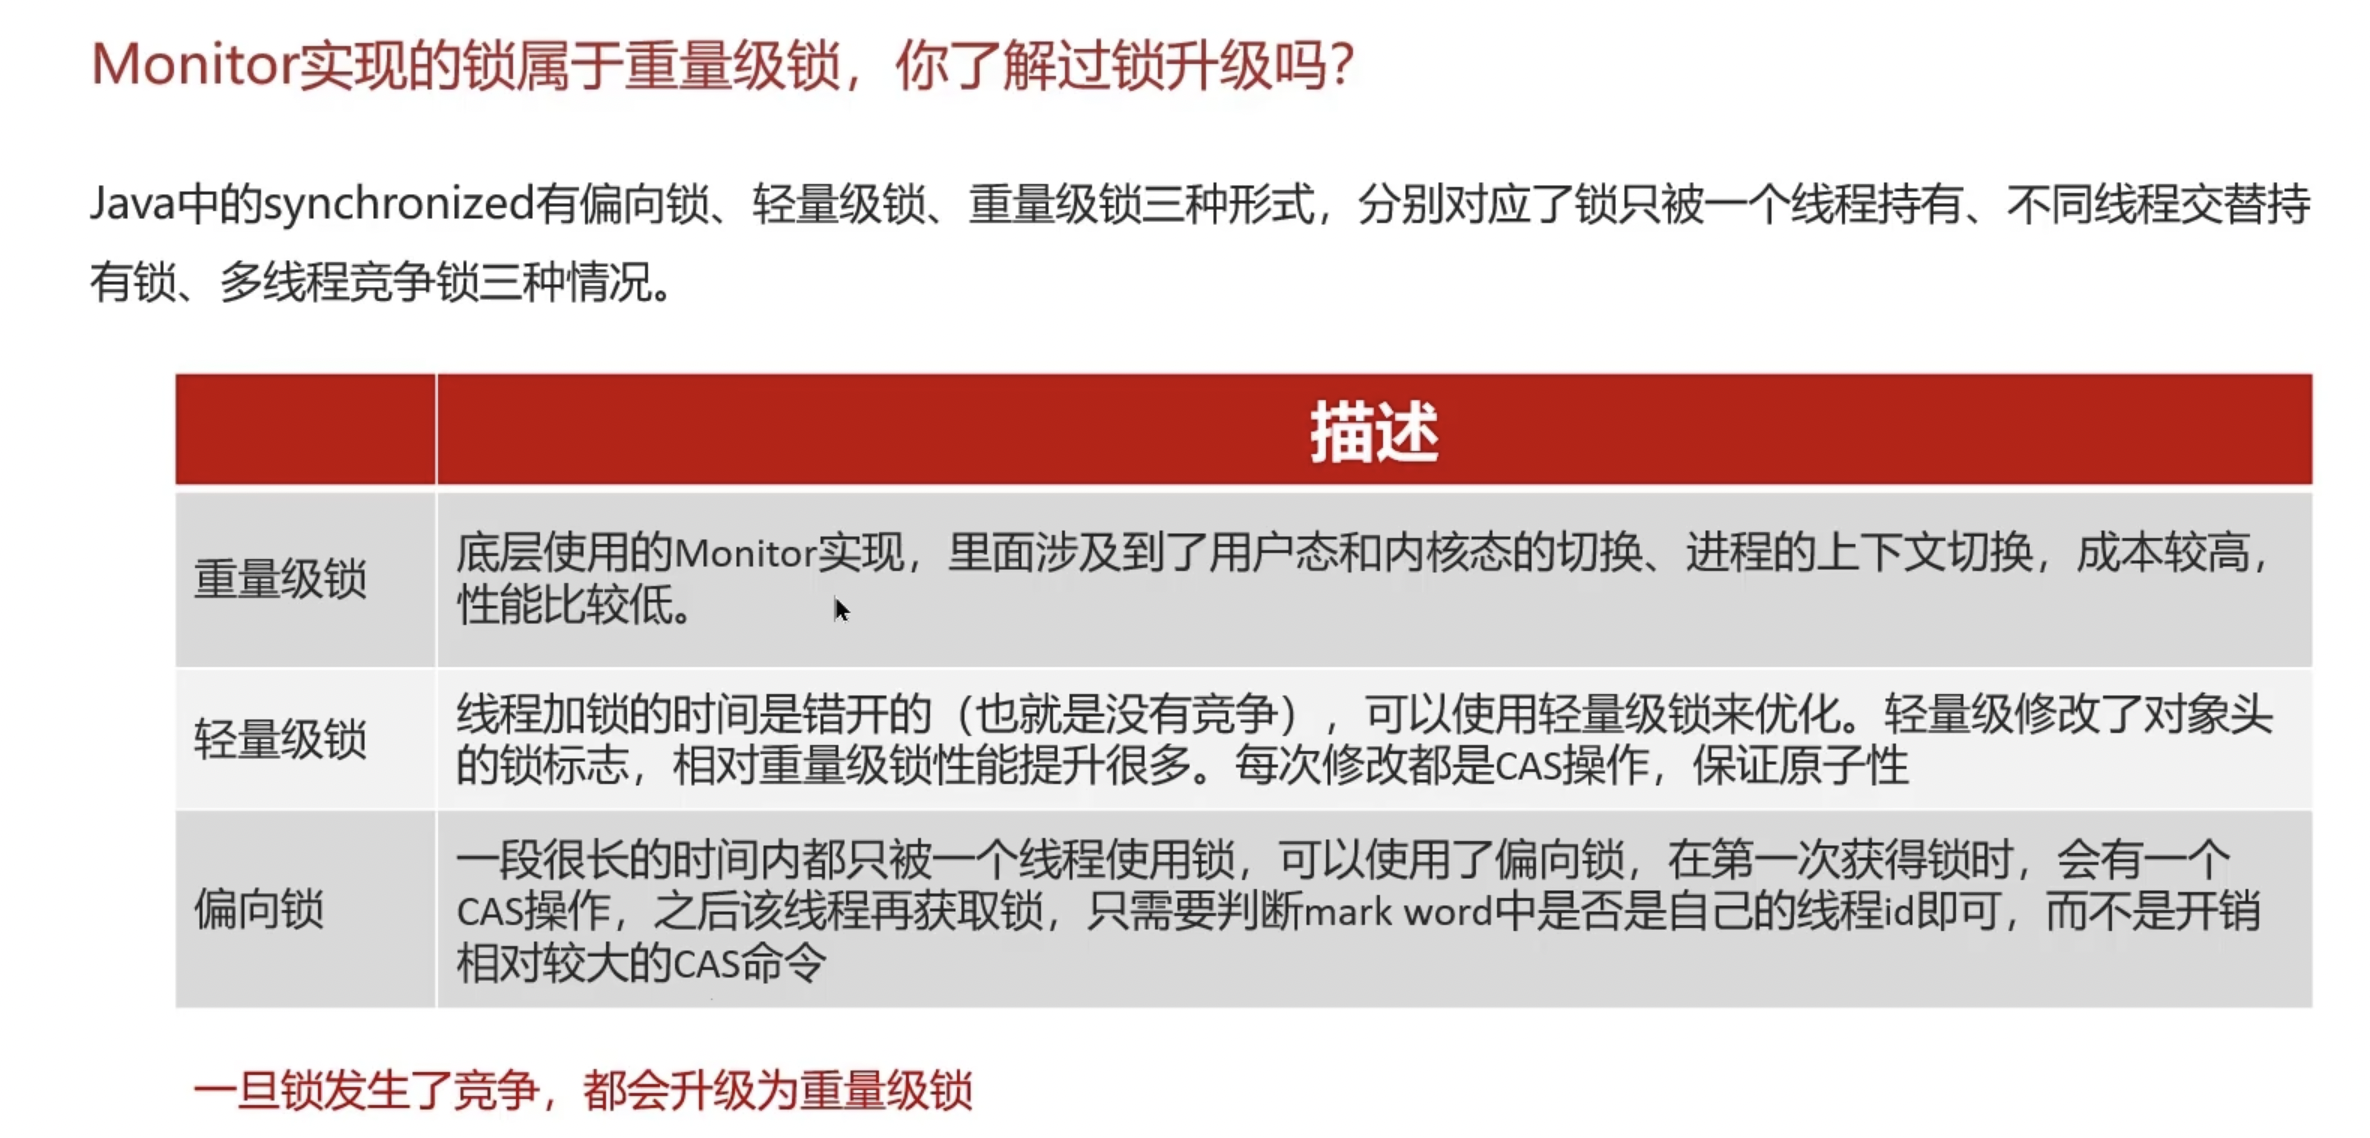 Monitor实现的锁属于重量级锁，你了解过锁升级吗？
Java中的synchronized有偏向锁、轻量级锁、重量级锁三种形式，分别对应了锁只被一个线程持有、不同线程交替持
有锁、多线程竞争锁三种情况。
描述
重量级锁
底层使用的Monitor实现，里面涉及到了用户态和内核态的切换、进程的上下文切换，成本较高，
性能比较低。
轻量级锁
线程加锁的时间是错开的（也就是没有竞争），可以使用轻量级锁来优化。轻量级修改了对象头
的锁标志，相对重量级锁性能提升很多。每次修改都是CAS操作，保证原子性
偏向锁
一段很长的时间内都只被一个线程使用锁，可以使用了偏向锁，在第一次获得锁时，会有一个
CAS操作，之后该线程再获取锁，只需要判断mark word中是否是自己的线程id即可，而不是开销
相对较大的CAS命令
一旦锁发生了竞争，都会升级为重量级锁